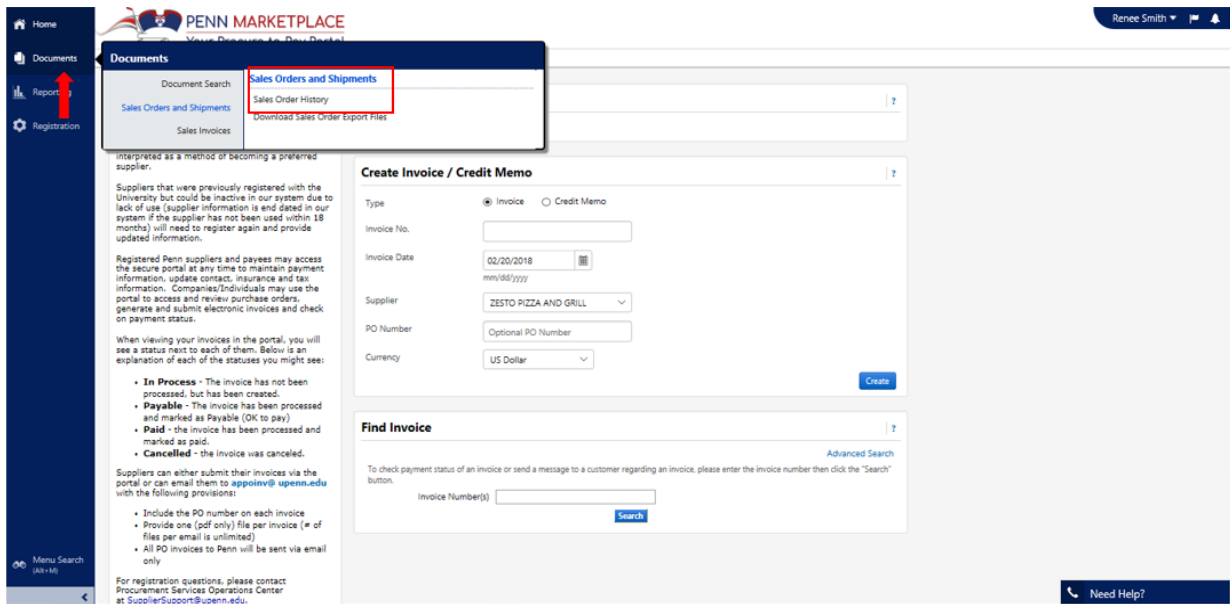 Home
Documents
Reporting
Registration
Menu Search
(Alt+M)
PENN MARKETPLACE
Your Procure-to-Pay Portal
Renee Smith
Documents
Document Search
Sales Orders and Shipments
Sales Invoices
Sales Orders and Shipments
Sales Order History
Download Sales Order Export Files
interpreted as a method of becoming a preferred
supplier.
Suppliers that were previously registered with the
University but could be inactive in our system due to
lack of use (supplier information is end dated in our
system if the supplier has not been used within 18
months) will need to register again and provide
updated information.
Registered Penn suppliers and payees may access
the secure portal at any time to maintain payment
information, update contact, insurance and tax
information. Companies/Individuals may use the
portal to access and review purchase orders,
generate and submit electronic invoices and check
on payment status.
When viewing your invoices in the portal, you will
see a status next to each of them. Below is an
explanation of each of the statuses you might see:
• In Process - The invoice has not been
processed, but has been created.
• Payable - The invoice has been processed
and marked as Payable (OK to pay)
• Paid - the invoice has been processed and
marked as paid.
• Cancelled - the invoice was canceled.
Suppliers can either submit their invoices via the
portal or can email them to appoinv@ upenn.edu
with the following provisions:
• Include the PO number on each invoice
• Provide one (pdf only) file per invoice (# of
files per email is unlimited)
• All PO invoices to Penn will be sent via email
only
For registration questions, please contact
Procurement Services Operations Center
at SupplierSupport@upenn.edu.
?
Create Invoice / Credit Memo ?
Type Invoice Credit Memo
Invoice No.
Invoice Date 02/20/2018
mm/dd/yyyy
Supplier ZESTO PIZZA AND GRILL
PO Number Optional PO Number
Currency US Dollar
Create
Find Invoice ?
Advanced Search
To check payment status of an invoice or send a message to a customer regarding an invoice, please enter the invoice number then click the "Search"
button.
Invoice Number(s)
Search
Need Help?